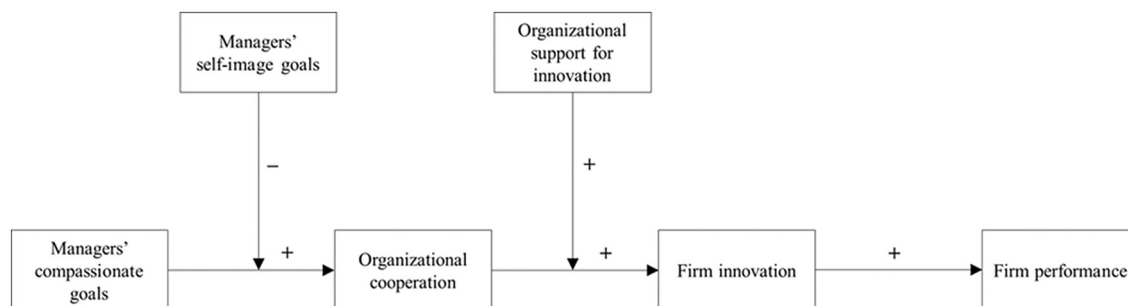 Managers’
self-image goals
Organizational
support for
innovation
−
+
Managers’
compassionate
goals
+
Organizational
cooperation
+
Firm innovation
+
Firm performance